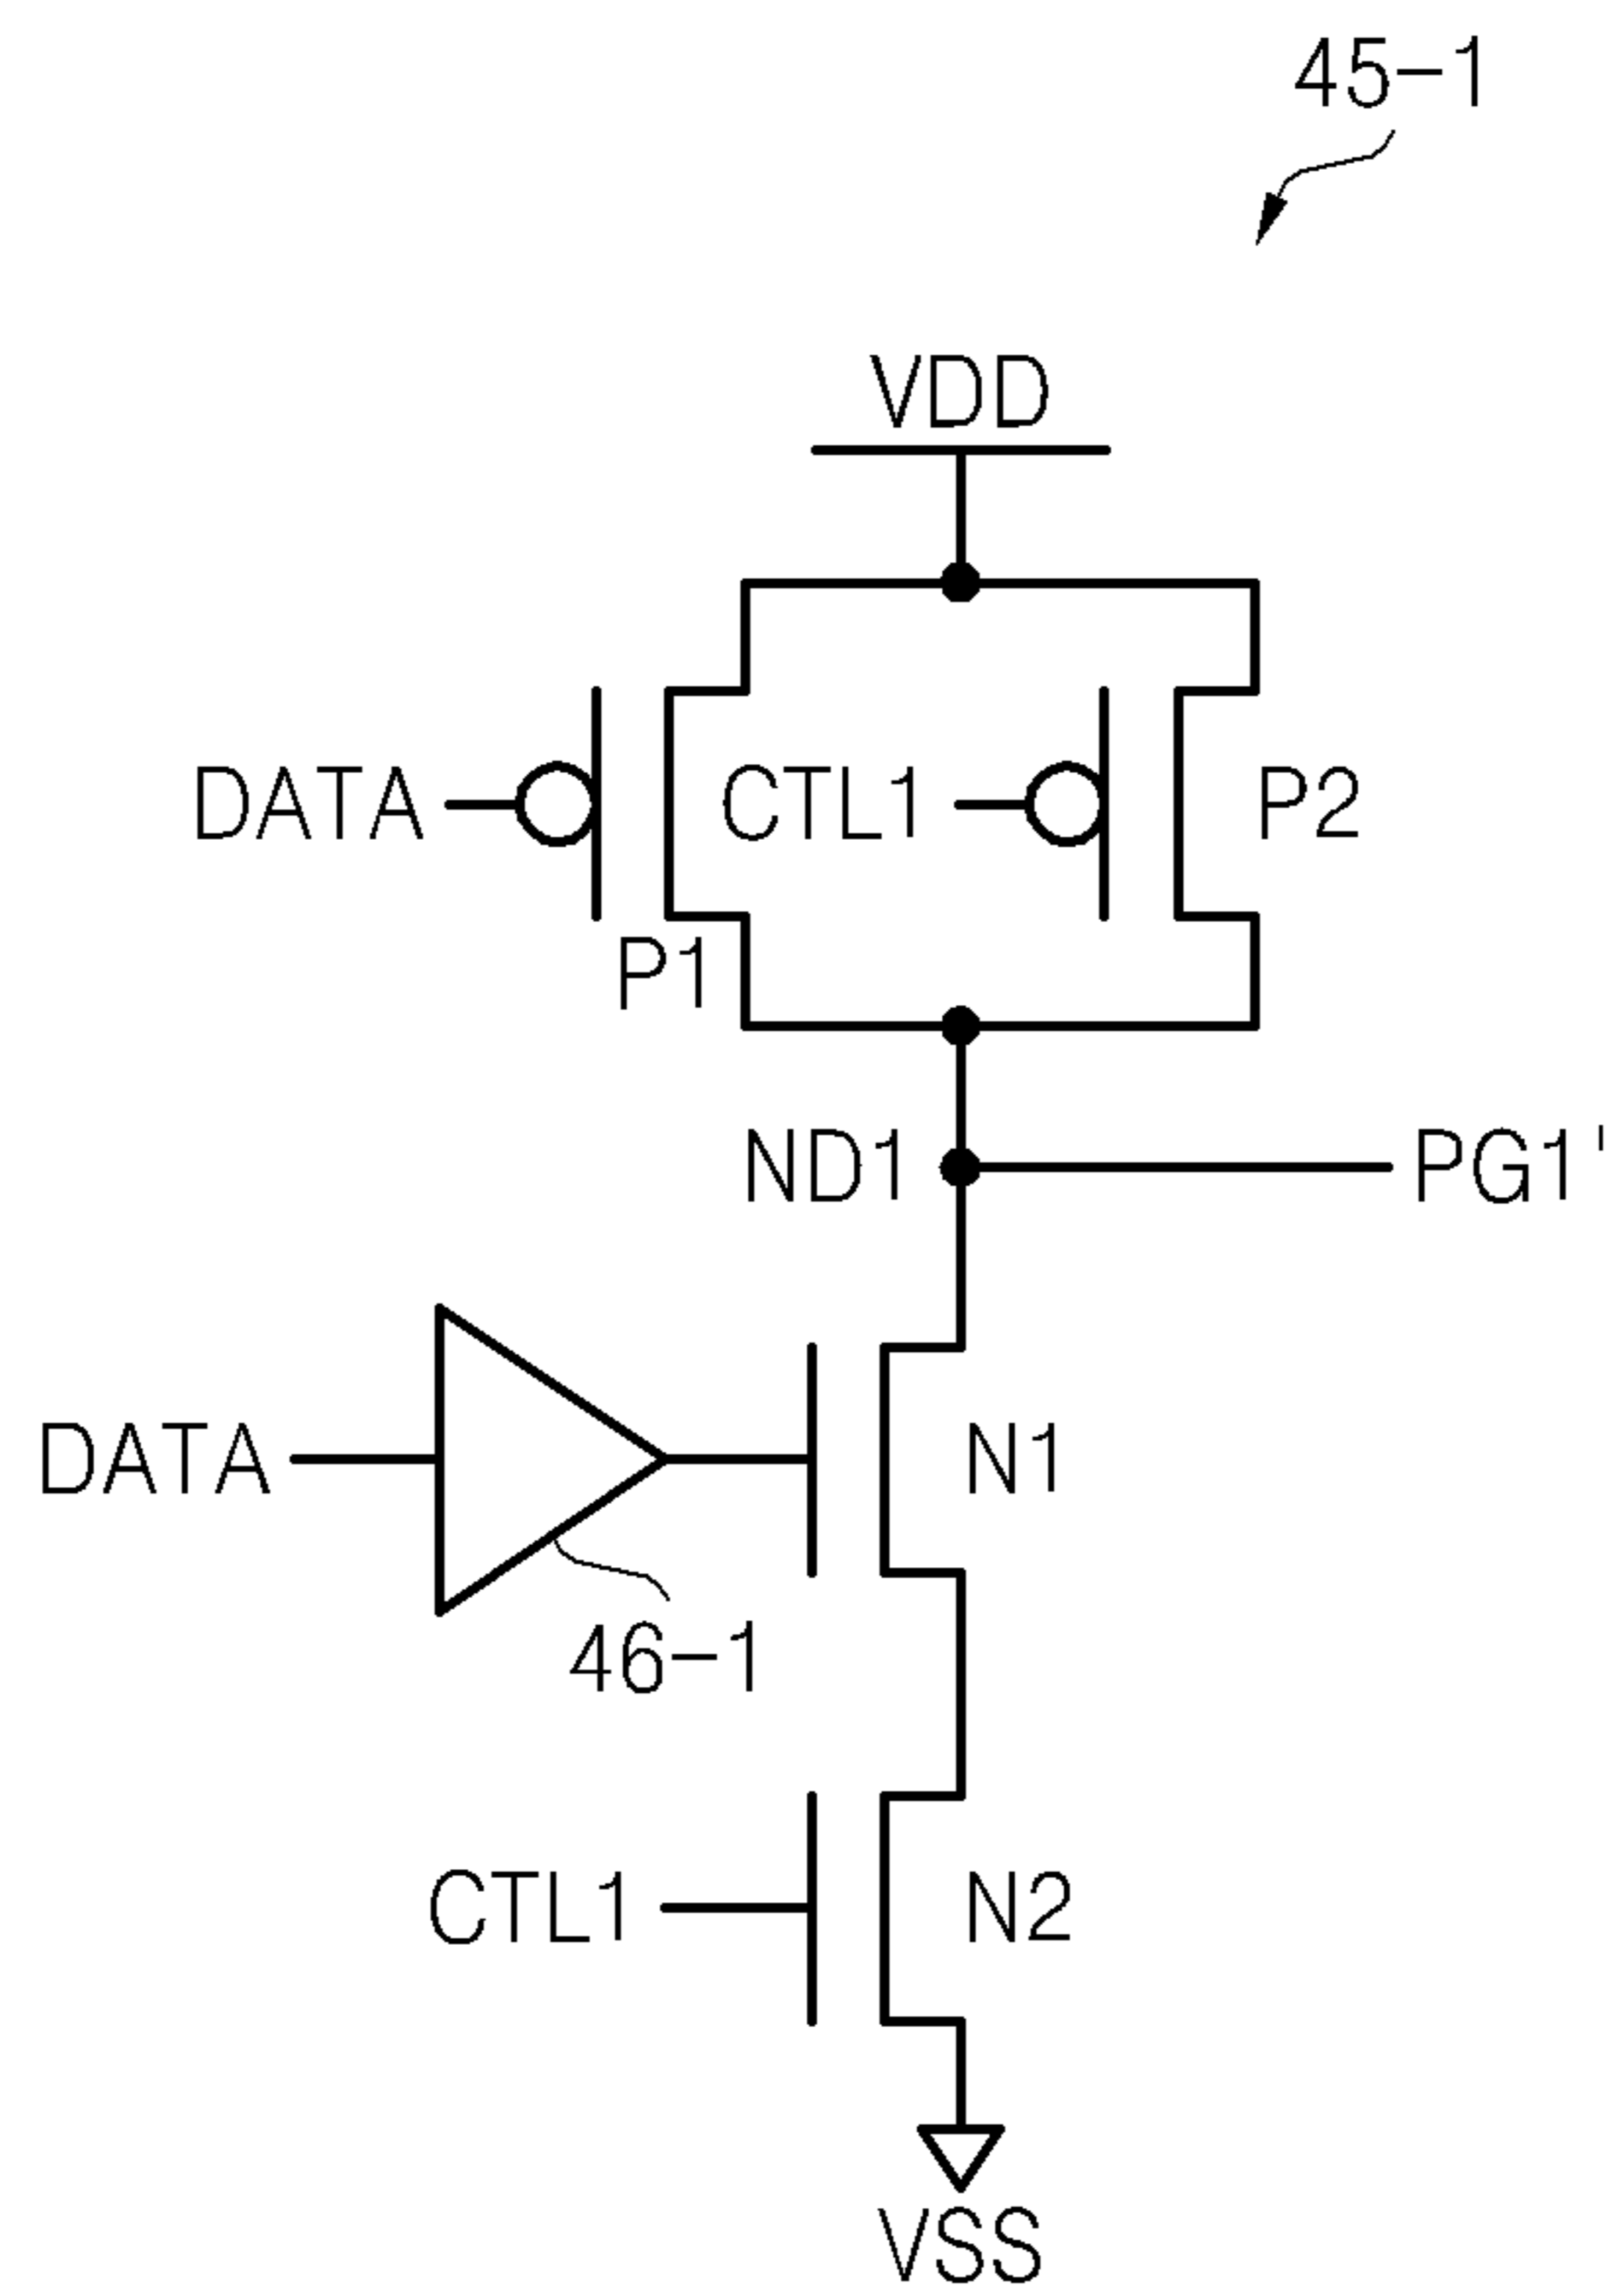 45-1
VDD
DATA
CTL1
P2
P1
ND1
PG1'
DATA
N1
46-1
CTL1
N2
VSS